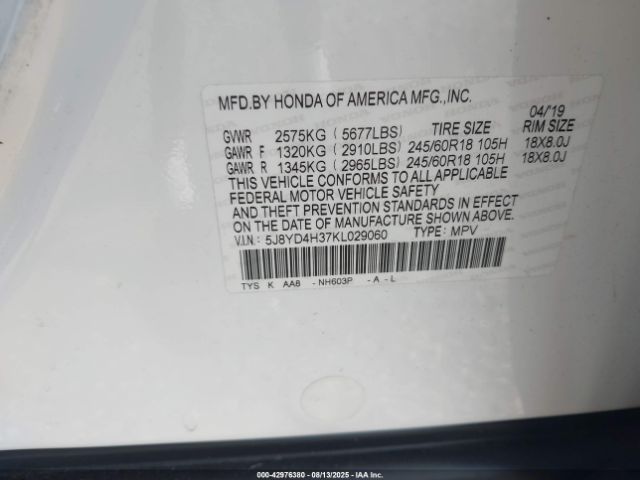 MFD.BY HONDA OF AMERICA MFG.,INC.
04/'19
GVWR 2575KG ( 5677LBS) TIRE SIZE RIM SIZE
GAWR F 1320KG ( 2910LBS) 245/60R18 105H 18X8.0J
GAWR R 1345KG ( 2965LBS) 245/60R18 105H 18X8.0J
THIS VEHICLE CONFORMS TO ALL APPLICABLE
FEDERAL MOTOR VEHICLE SAFETY
AND THEFT PREVENTION STANDARDS IN EFFECT
ON THE DATE OF MANUFACTURE SHOWN ABOVE.
V.I.N.: 5J8YD4H37KL029060 TYPE: MPV
TYS K AA8 - NH603P - A - L
000-42976380 - 08/13/2025 - IAA Inc.